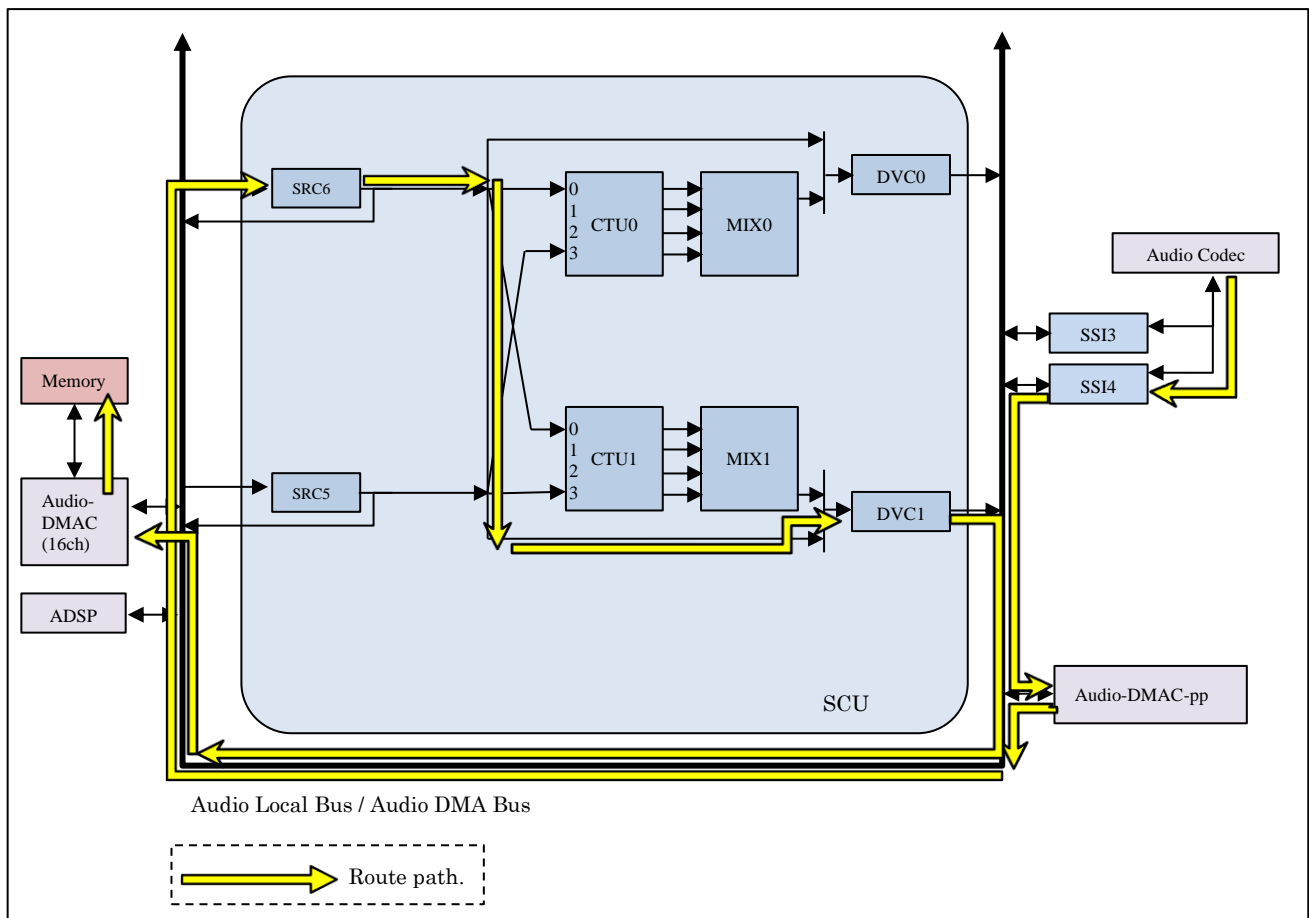 SRC6
0
1
2
3
CTU0
MIX0
DVC0
Audio Codec
SSI3
SSI4
Memory
Audio-
DMAC
(16ch)
ADSP
SRC5
0
1
2
3
CTU1
MIX1
DVC1
SCU
Audio-DMAC-pp
Audio Local Bus / Audio DMA Bus
Route path.